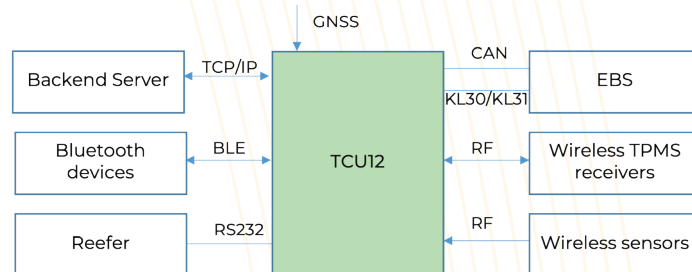 GNSS
Backend Server
TCP/IP
CAN
EBS
KL30/KL31
Bluetooth
devices
BLE
TCU12
RF
Wireless TPMS
receivers
Reefer
RS232
RF
Wireless sensors